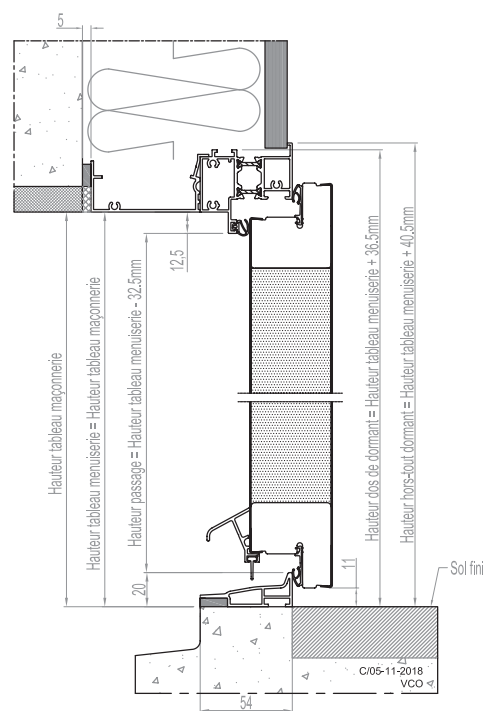 5
12,5
Hauteur tableau maçonnerie
Hauteur tableau menuiserie = Hauteur tableau maçonnerie
Hauteur passage = Hauteur tableau menuiserie - 32.5mm
Hauteur dos de dormant = Hauteur tableau menuiserie + 36.5mm
Hauteur hors-tout dormant = Hauteur tableau menuiserie + 40.5mm
20
11
Sol fini
C/05-11-2018
VCO
54